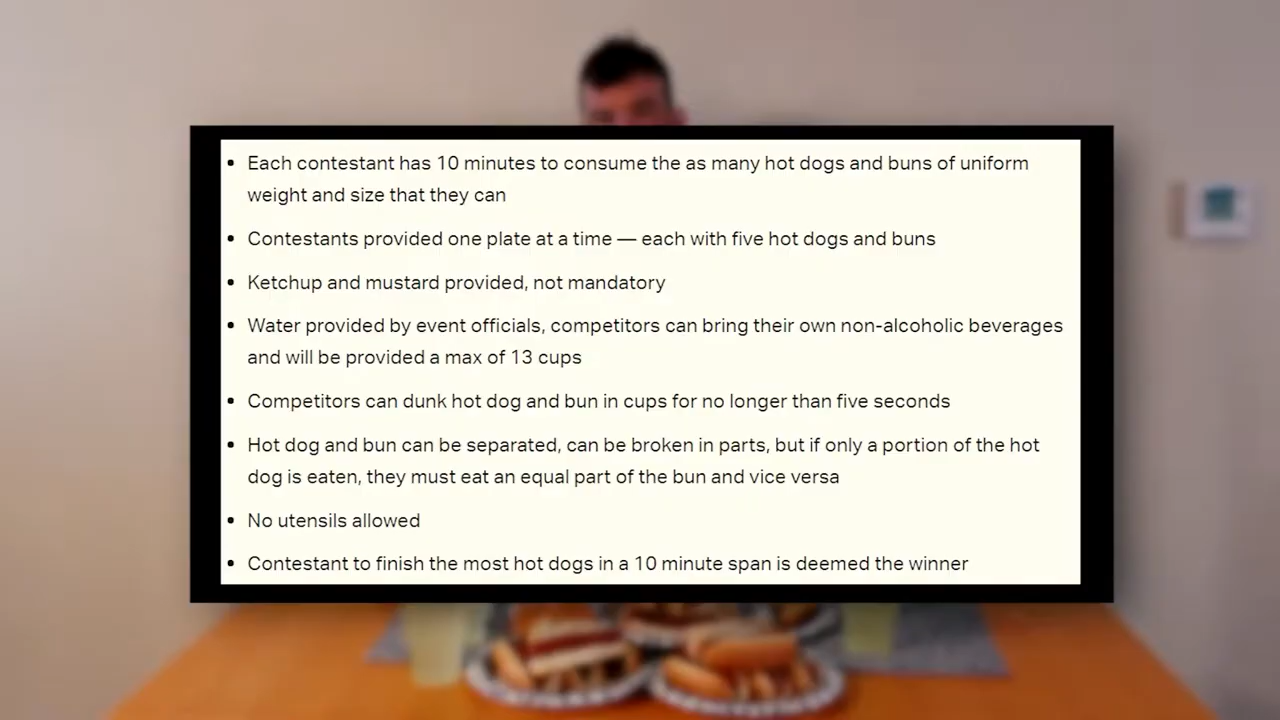 • Each contestant has 10 minutes to consume the as many hot dogs and buns of uniform
weight and size that they can
• Contestants provided one plate at a time — each with five hot dogs and buns
• Ketchup and mustard provided, not mandatory
• Water provided by event officials, competitors can bring their own non-alcoholic beverages
and will be provided a max of 13 cups
• Competitors can dunk hot dog and bun in cups for no longer than five seconds
• Hot dog and bun can be separated, can be broken in parts, but if only a portion of the hot
dog is eaten, they must eat an equal part of the bun and vice versa
• No utensils allowed
• Contestant to finish the most hot dogs in a 10 minute span is deemed the winner